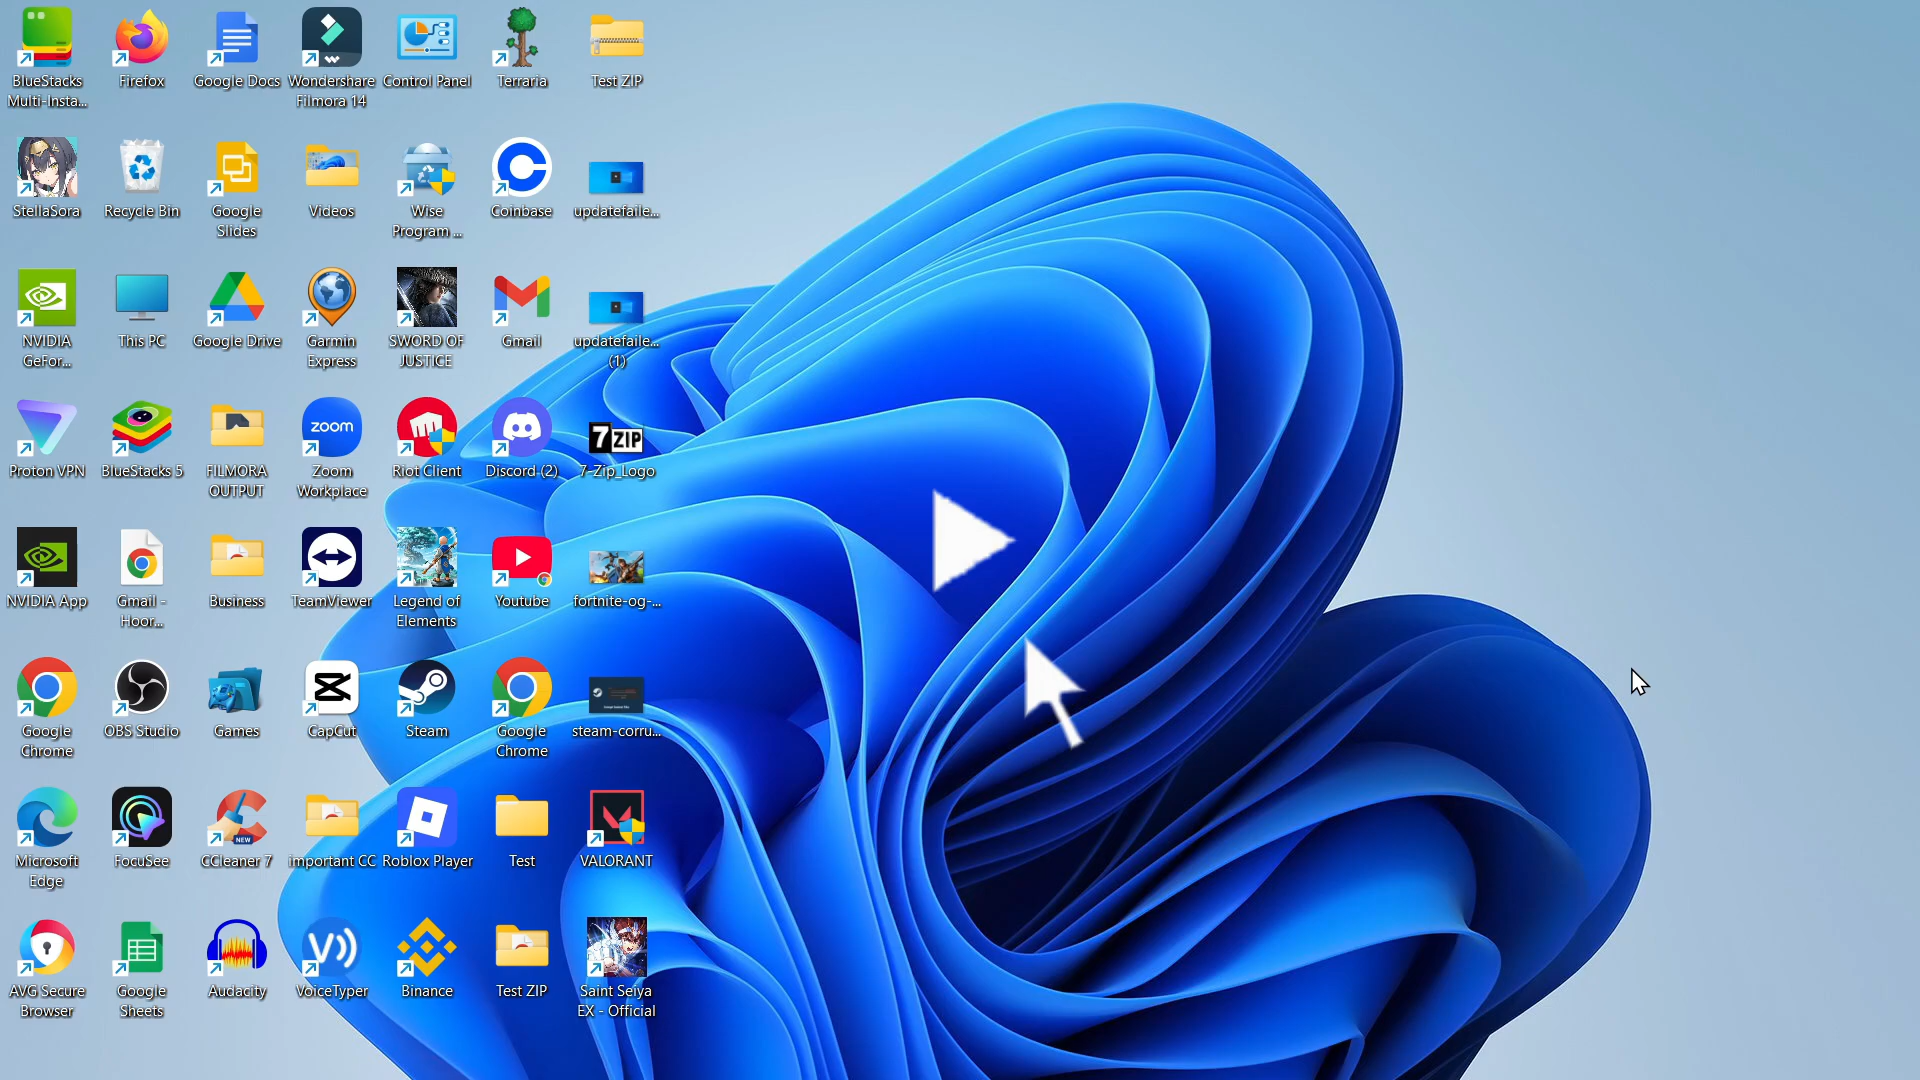 BlueStacks
Multi-Insta...
Firefox
Google Docs
Wondershare
Filmora 14
Control Panel
Terraria
Test ZIP
StellaSora
Recycle Bin
Google
Slides
Videos
Wise
Program ...
Coinbase
updatefaile...
NVIDIA
GeFor...
This PC
Google Drive
Garmin
Express
SWORD OF
JUSTICE
Gmail
updatefaile...
(1)
Proton VPN
BlueStacks 5
FILMORA
OUTPUT
zoom
Zoom
Workplace
Riot Client
Discord (2)
7 ZIP
7-Zip_Logo
NVIDIA App
Gmail -
Hoor...
Business
TeamViewer
Legend of
Elements
Youtube
fortnite-og-...
Google
Chrome
OBS Studio
Games
CapCut
Steam
Google
Chrome
steam-corru...
Microsoft
Edge
FocuSee
NEW
CCleaner 7
important CC
Roblox Player
Test
VALORANT
AVG Secure
Browser
Google
Sheets
Audacity
VoiceTyper
Binance
Test ZIP
Saint Seiya
EX - Official